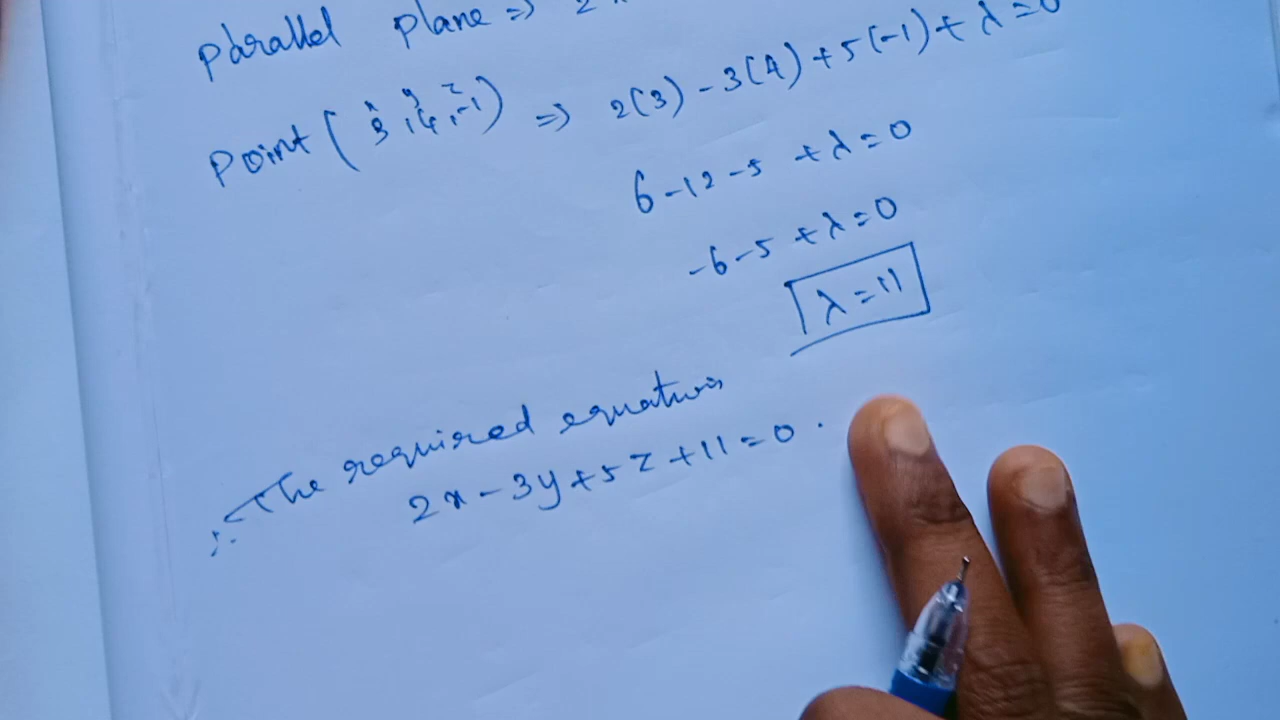 parallel plane => 2
x y z
Point (3, 4, -1) => 2(3) - 3(4) + 5(-1) + λ = 0
6 - 12 - 5 + λ = 0
-6 - 5 + λ = 0
λ = 11
∴ The required equation
2x - 3y + 5z + 11 = 0.